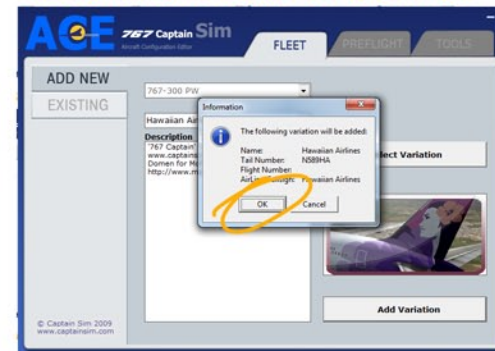 ACE 767 Captain Sim
Aircraft Configuration Editor
FLEET
PREFLIGHT
TOOLS
ADD NEW
EXISTING
767-300 PW
Hawaiian Air
Information
The following variation will be added:
Name: Hawaiian Airlines
Tail Number: N589HA
Flight Number:
Hawaiian Airlines
OK
Cancel
Description
'767 Captain
www.captains
Domen for
http://www.m
lect Variation
Add Variation
© Captain Sim 2009
www.captainsim.com